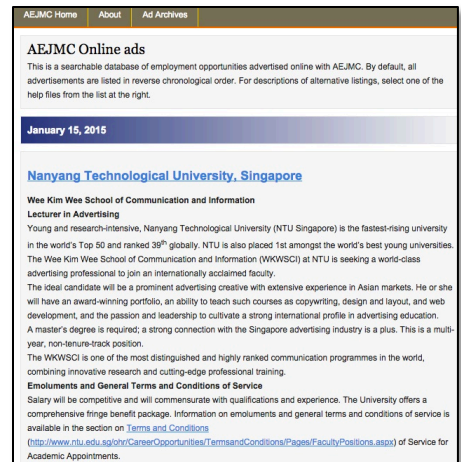 AEJMC Home About Ad Archives
AEJMC Online ads
This is a searchable database of employment opportunities advertised online with AEJMC. By default, all
advertisements are listed in reverse chronological order. For descriptions of alternative listings, select one of the
help files from the list at the right.
January 15, 2015
Nanyang Technological University, Singapore
Wee Kim Wee School of Communication and Information
Lecturer in Advertising
Young and research-intensive, Nanyang Technological University (NTU Singapore) is the fastest-rising university
in the world's Top 50 and ranked 39th globally. NTU is also placed 1st amongst the world's best young universities.
The Wee Kim Wee School of Communication and Information (WKWSCI) at NTU is seeking a world-class
advertising professional to join an internationally acclaimed faculty.
The ideal candidate will be a prominent advertising creative with extensive experience in Asian markets. He or she
will have an award-winning portfolio, an ability to teach such courses as copywriting, design and layout, and web
development, and the passion and leadership to cultivate a strong international profile in advertising education.
A master's degree is required; a strong connection with the Singapore advertising industry is a plus. This is a multi-
year, non-tenure-track position.
The WKWSCI is one of the most distinguished and highly ranked communication programmes in the world,
combining innovative research and cutting-edge professional training.
Emoluments and General Terms and Conditions of Service
Salary will be competitive and will commensurate with qualifications and experience. The University offers a
comprehensive fringe benefit package. Information on emoluments and general terms and conditions of service is
available in the section on Terms and Conditions
(http://www.ntu.edu.sg/ohr/CareerOpportunities/TermsandConditions/Pages/FacultyPositions.aspx) of Service for
Academic Appointments.